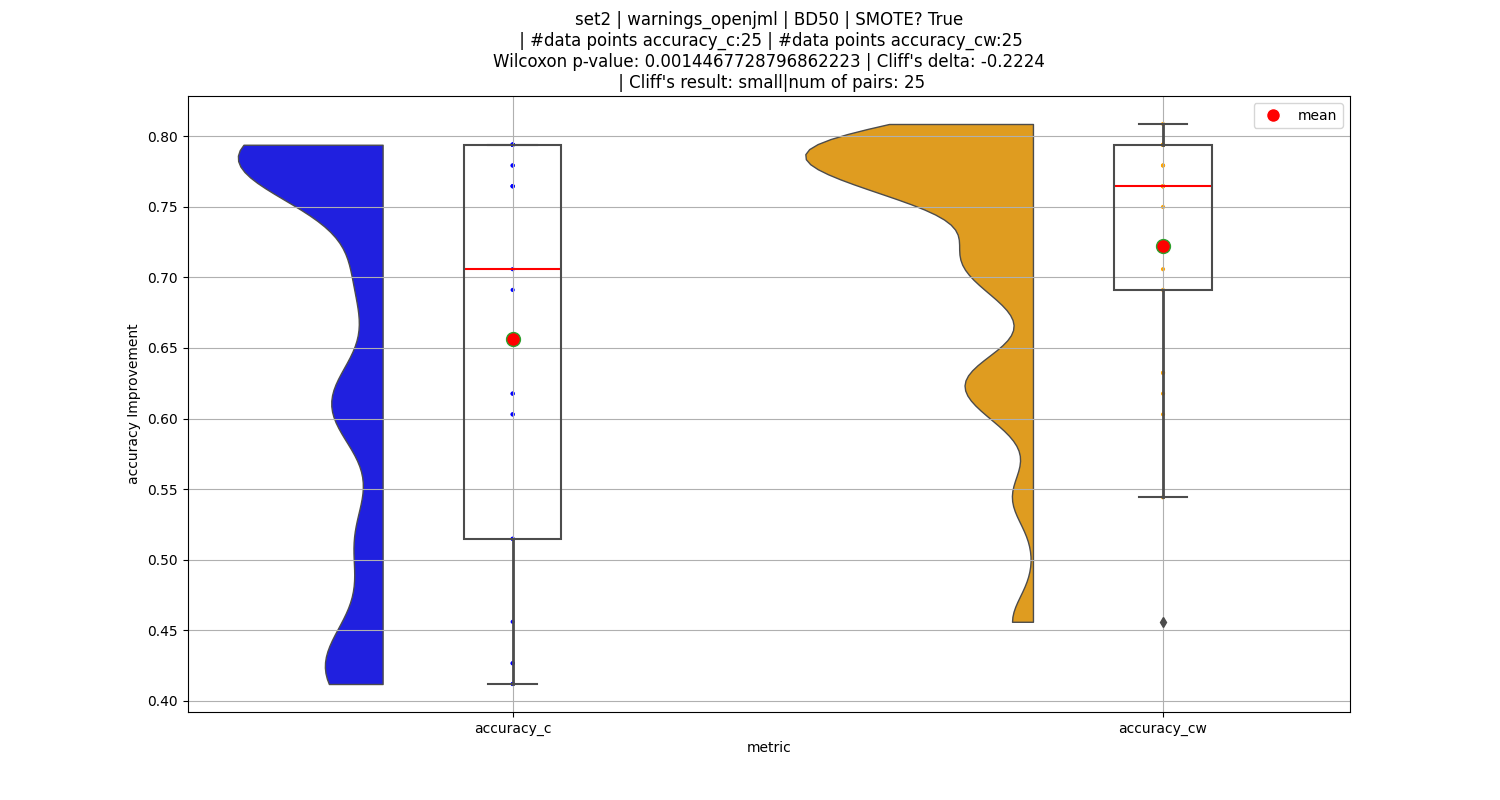 set2 | warnings_openjml | BD50 | SMOTE? True
| #data points accuracy_c:25 | #data points accuracy_cw:25
Wilcoxon p-value: 0.0014467728796862223 | Cliff's delta: -0.2224
| Cliff's result: small|num of pairs: 25
mean
0.80
0.75
0.70
0.65
0.60
0.55
0.50
0.45
0.40
accuracy Improvement
accuracy_c
accuracy_cw
metric